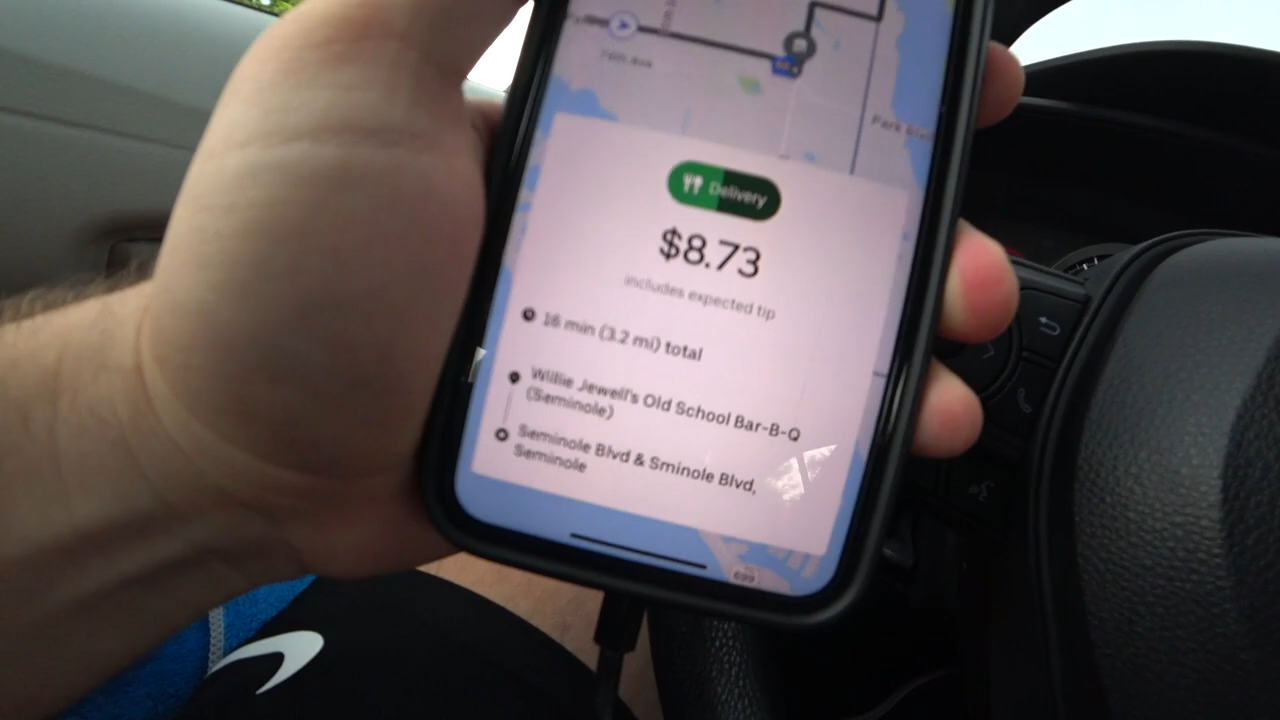 Park Blvd
Delivery
$8.73
includes expected tip
16 min (3.2 mi) total
Willie Jewell's Old School Bar-B-Q
(Seminole)
Seminole Blvd & Sminole Blvd,
Seminole
699